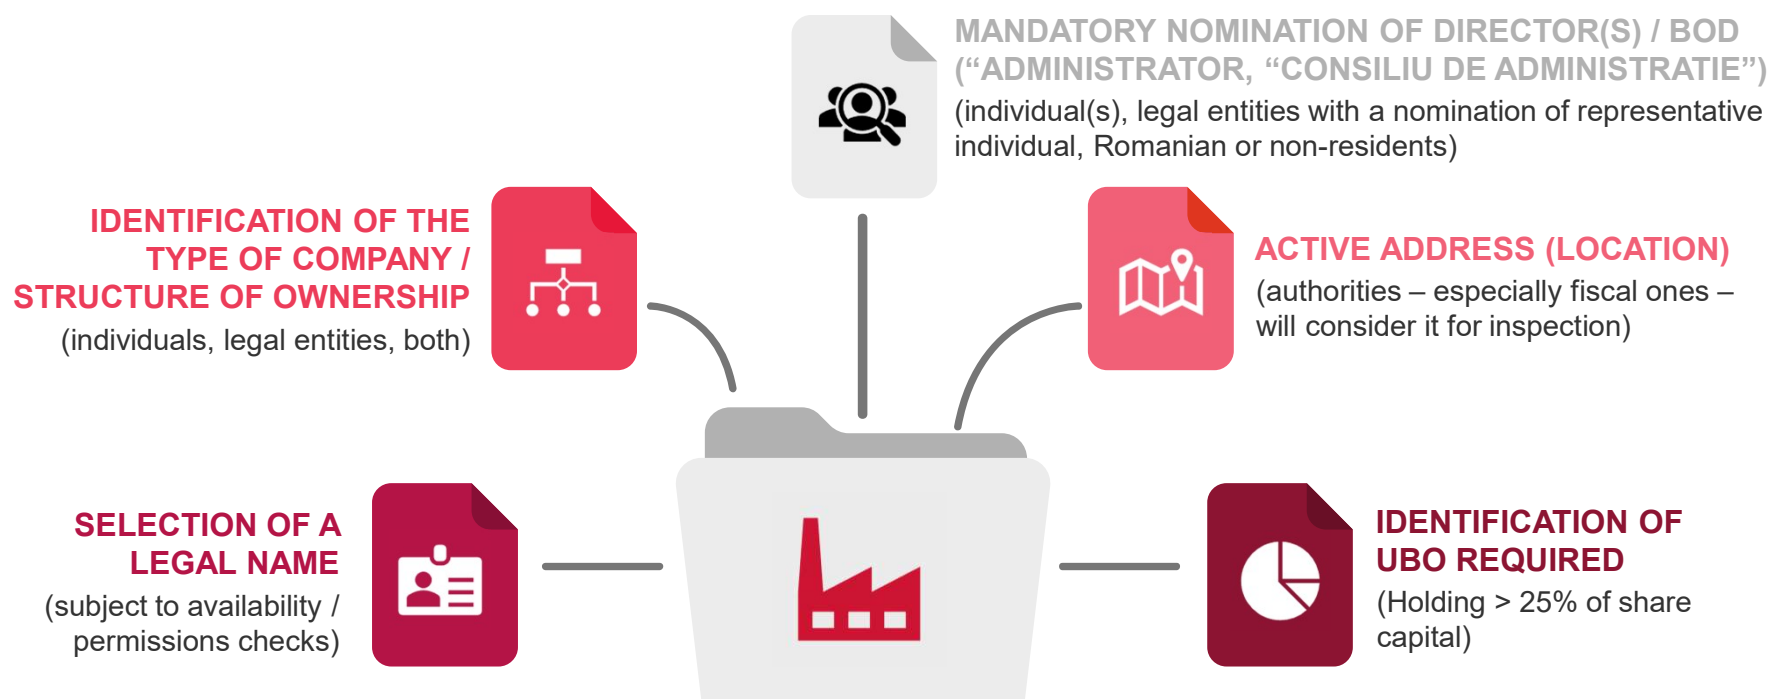 MANDATORY NOMINATION OF DIRECTOR(S) / BOD
(“ADMINISTRATOR, “CONSILIU DE ADMINISTRATIE”)
(individual(s), legal entities with a nomination of representative
individual, Romanian or non-residents)
IDENTIFICATION OF THE
TYPE OF COMPANY /
STRUCTURE OF OWNERSHIP
(individuals, legal entities, both)
ACTIVE ADDRESS (LOCATION)
(authorities – especially fiscal ones –
will consider it for inspection)
SELECTION OF A
LEGAL NAME
(subject to availability /
permissions checks)
IDENTIFICATION OF
UBO REQUIRED
(Holding > 25% of share
capital)